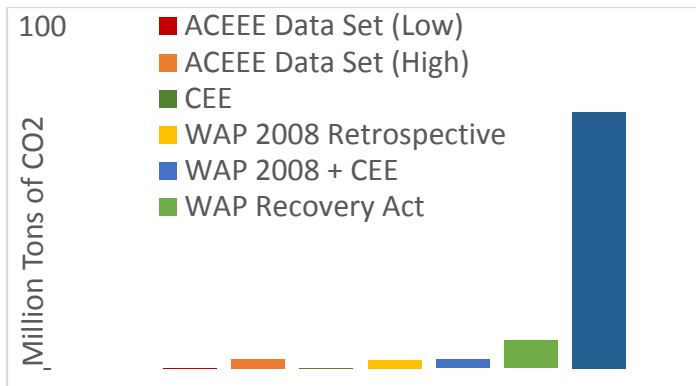 100
ACEEE Data Set (Low)
ACEEE Data Set (High)
CEE
WAP 2008 Retrospective
WAP 2008 + CEE
WAP Recovery Act
Million Tons of CO2
-